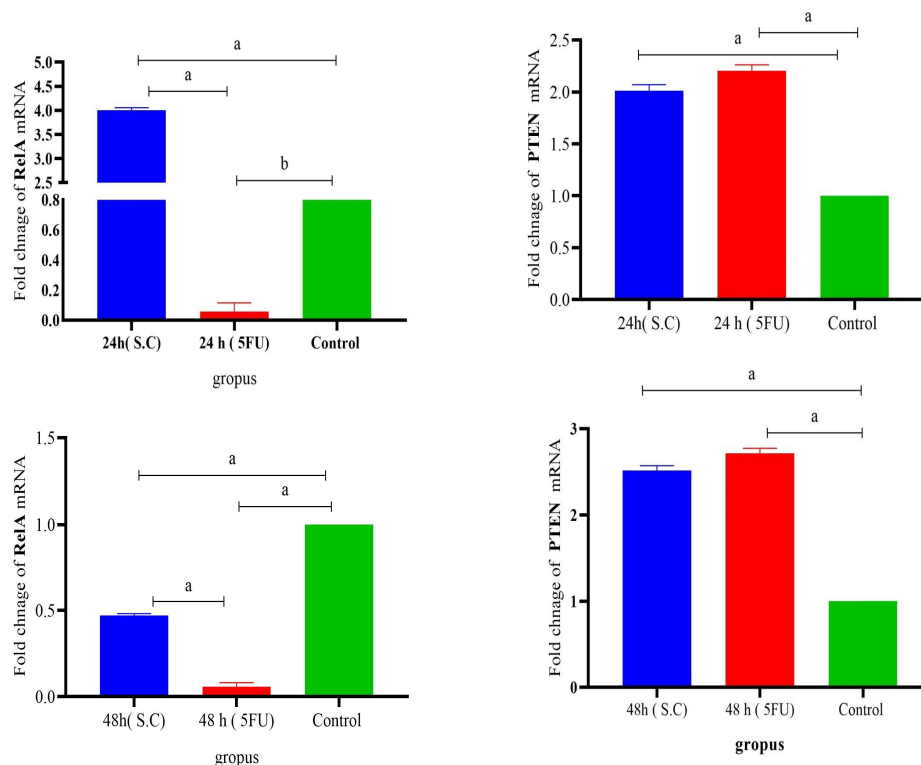 a
a
b
Fold chnage of RelA mRNA
5.0
4.5
4.0
3.5
3.0
2.5
0.8
0.6
0.4
0.2
0.0
24h( S.C)
24 h ( 5FU)
Control
gropus
a
a
Fold chnage of PTEN mRNA
2.5
2.0
1.5
1.0
0.5
0.0
24h( S.C)
24 h ( 5FU)
Control
a
a
a
Fold chnage of RelA mRNA
1.5
1.0
0.5
0.0
48h( S.C)
48 h ( 5FU)
Control
gropus
a
a
Fold chnage of PTEN mRNA
3
2
1
0
48h ( S.C)
48 h ( 5FU)
Control
gropus